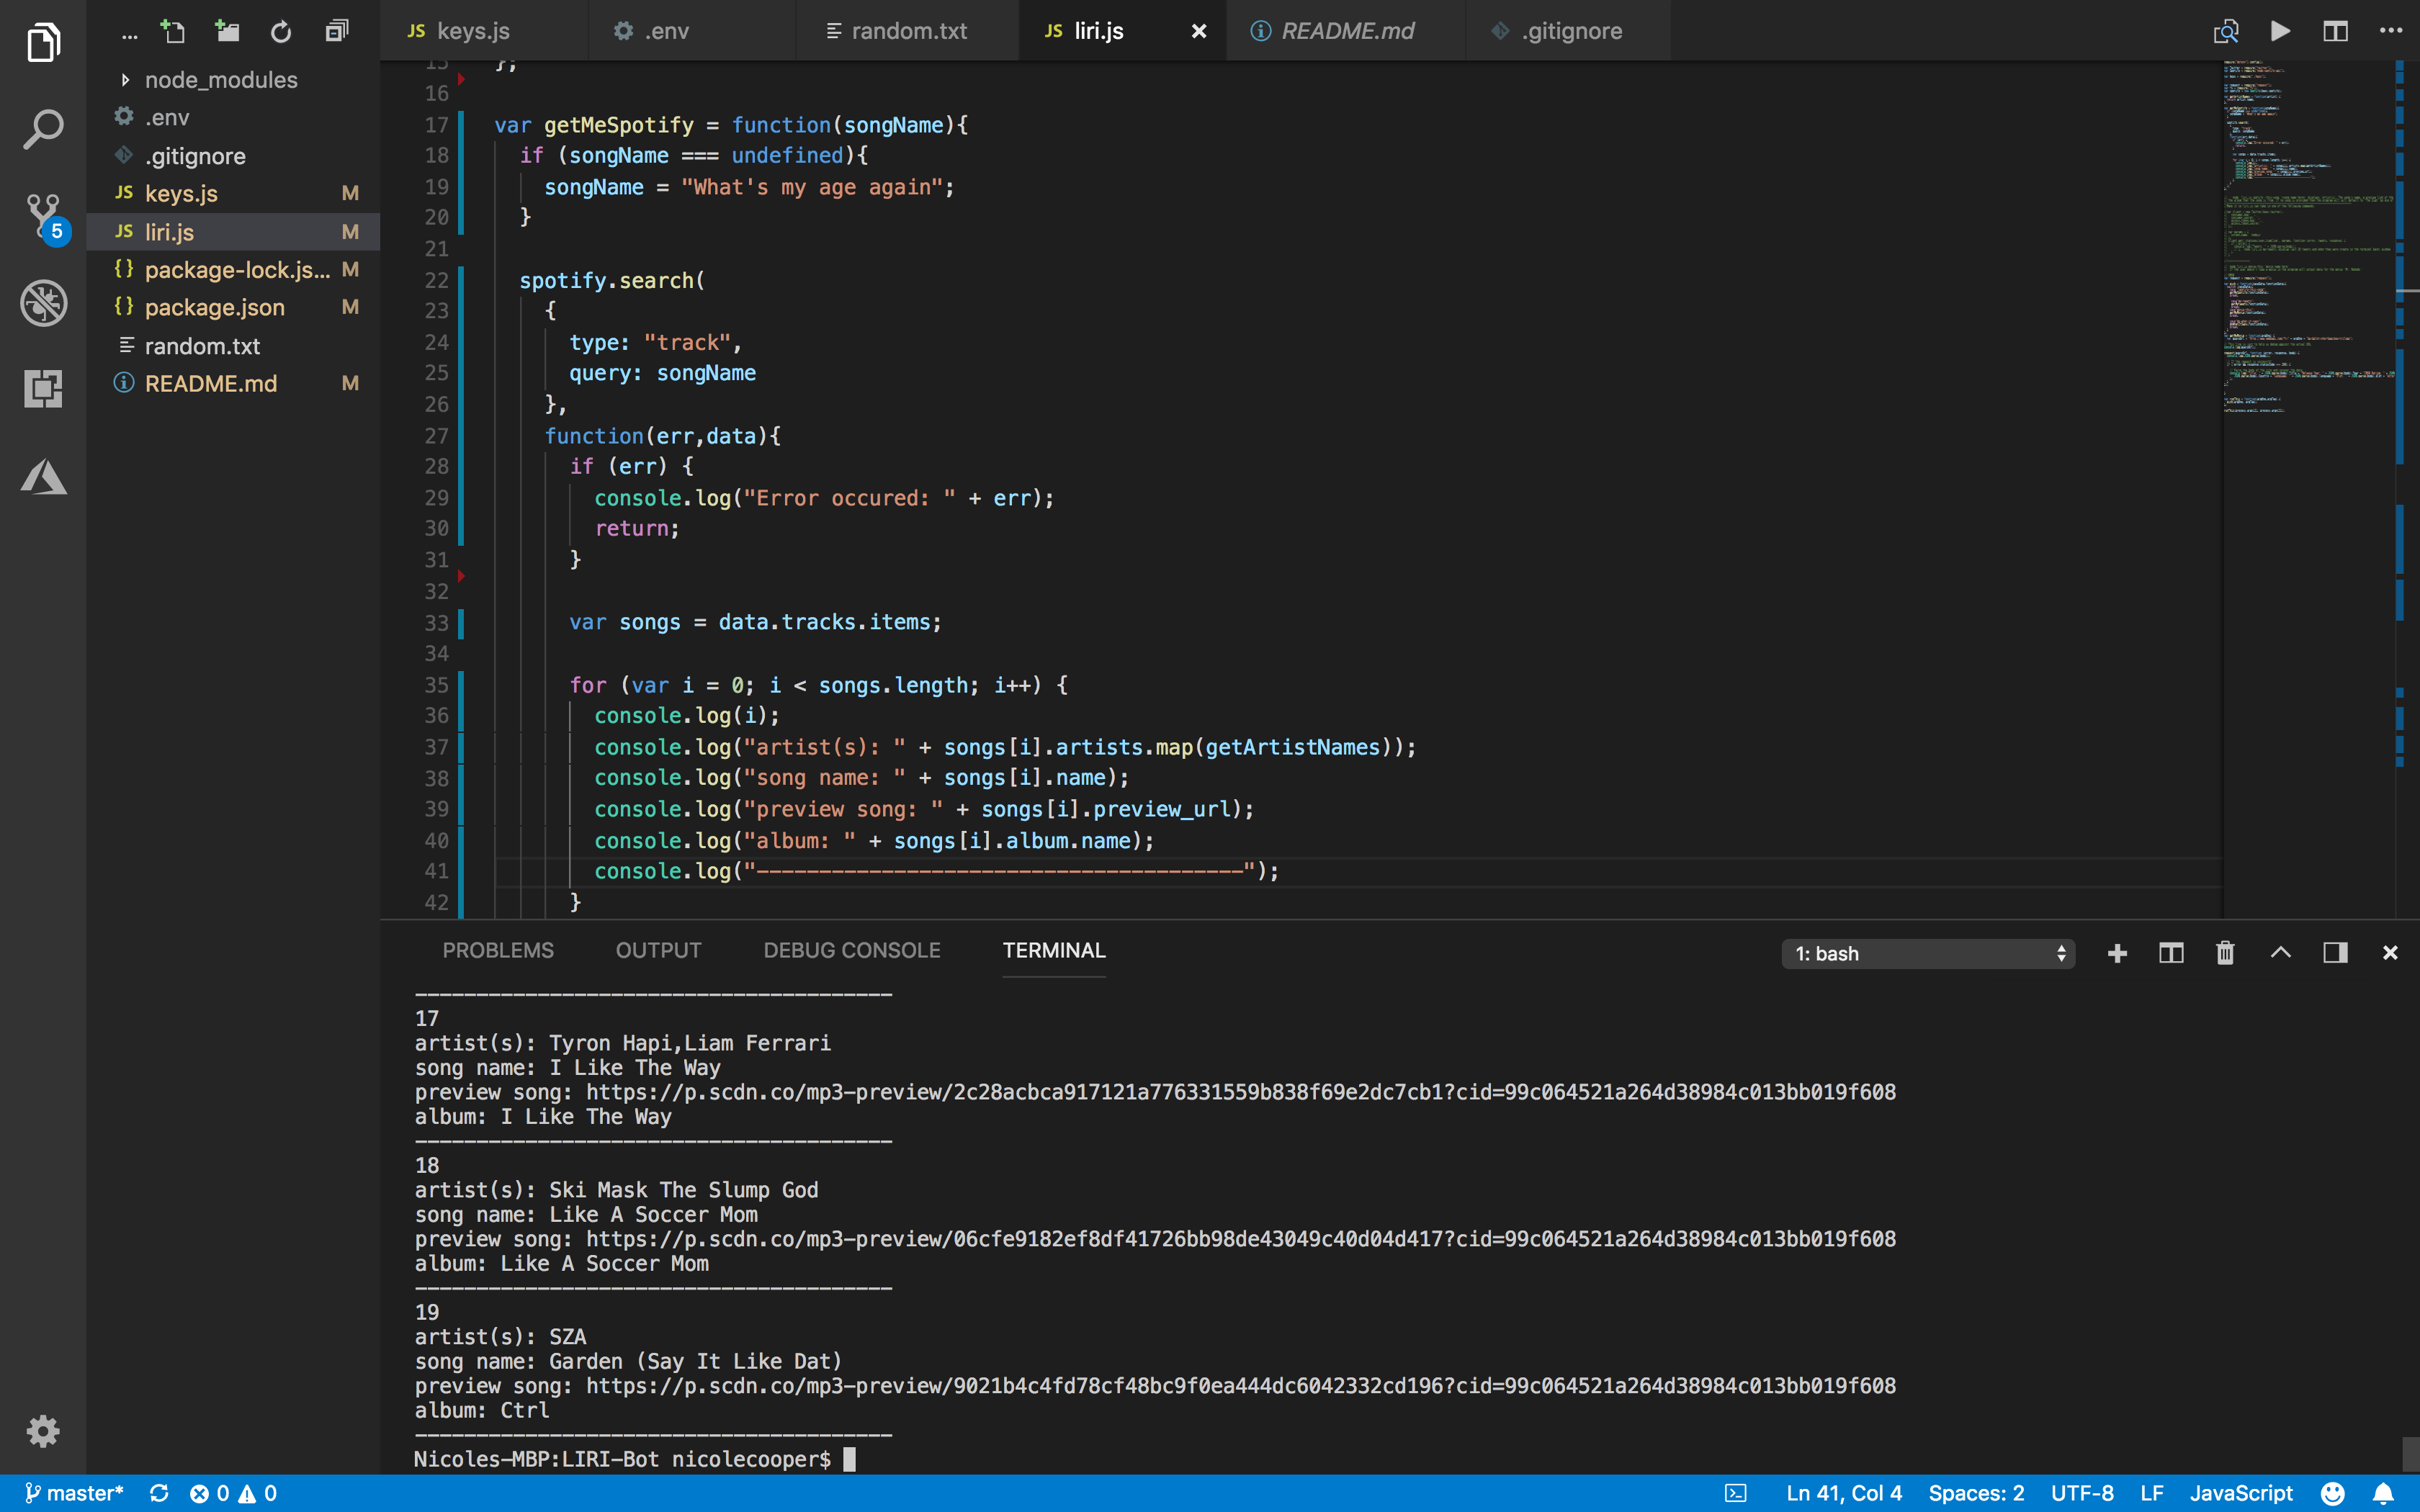 ... 
JS keys.js
.env
random.txt
JS liri.js
README.md
.gitignore
...
node_modules
.env
.gitignore
JS keys.js M
JS liri.js M
{} package-lock.js... M
{} package.json M
random.txt
README.md M
5
15 };
16
17 var getMeSpotify = function(songName){
18 if (songName === undefined){
19 songName = "What's my age again";
20 }
21
22 spotify.search(
23 {
24 type: "track",
25 query: songName
26 },
27 function(err,data){
28 if (err) {
29 console.log("Error occured: " + err);
30 return;
31 }
32
33 var songs = data.tracks.items;
34
35 for (var i = 0; i < songs.length; i++) {
36 console.log(i);
37 console.log("artist(s): " + songs[i].artists.map(getArtistNames));
38 console.log("song name: " + songs[i].name);
39 console.log("preview song: " + songs[i].preview_url);
40 console.log("album: " + songs[i].album.name);
41 console.log("---------------------------------------");
42 }
PROBLEMS OUTPUT DEBUG CONSOLE TERMINAL 1: bash
---------------------------------------
17
artist(s): Tyron Hapi,Liam Ferrari
song name: I Like The Way
preview song: https://p.scdn.co/mp3-preview/2c28acbca917121a776331559b838f69e2dc7cb1?cid=99c064521a264d38984c013bb019f608
album: I Like The Way
---------------------------------------
18
artist(s): Ski Mask The Slump God
song name: Like A Soccer Mom
preview song: https://p.scdn.co/mp3-preview/06cfe9182ef8df41726bb98de43049c40d04d417?cid=99c064521a264d38984c013bb019f608
album: Like A Soccer Mom
---------------------------------------
19
artist(s): SZA
song name: Garden (Say It Like Dat)
preview song: https://p.scdn.co/mp3-preview/9021b4c4fd78cf48bc9f0ea444dc6042332cd196?cid=99c064521a264d38984c013bb019f608
album: Ctrl
---------------------------------------
Nicoles-MBP:LIRI-Bot nicolecooper$
master* 0 0 Ln 41, Col 4 Spaces: 2 UTF-8 LF JavaScript